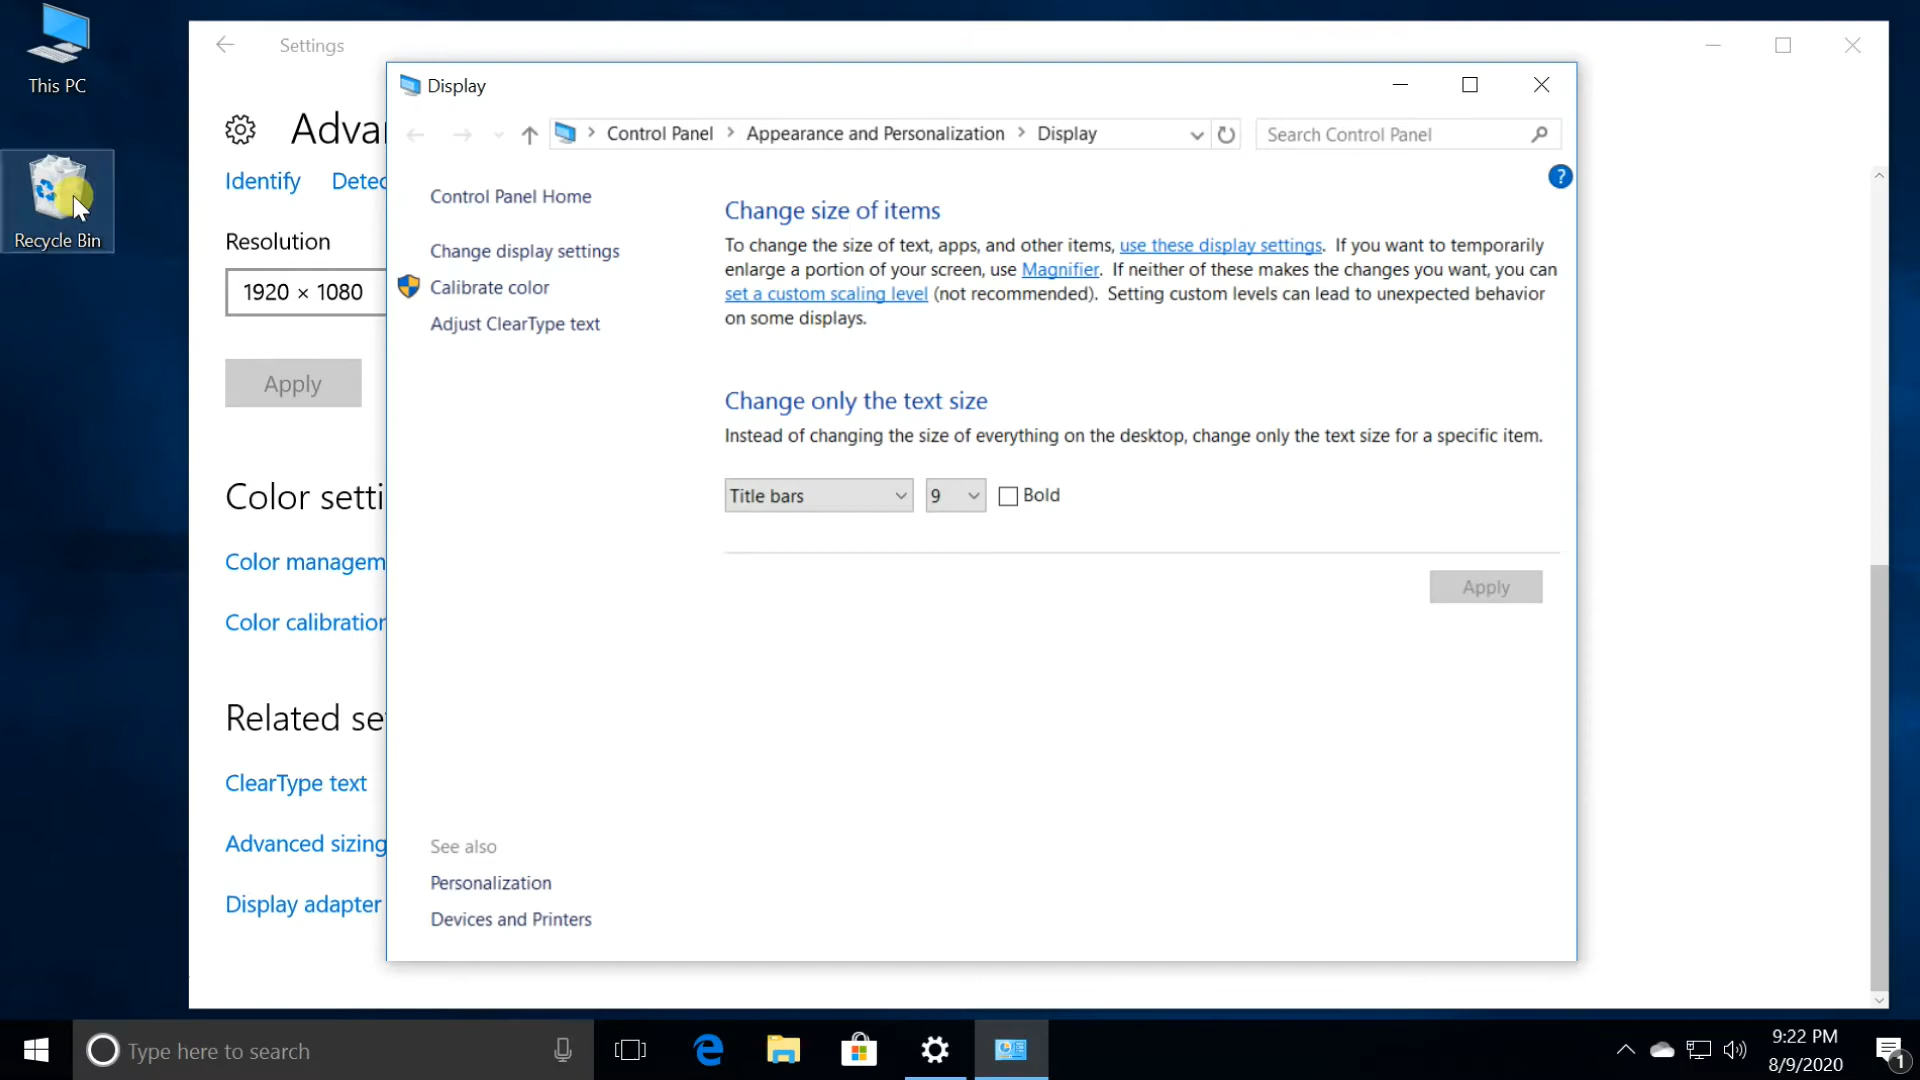 This PC
Recycle Bin
Settings
Adva
Identify Detec
Resolution
1920 × 1080
Apply
Color setti
Color managem
Color calibration
Related se
ClearType text
Advanced sizing
Display adapter
Display
Control Panel > Appearance and Personalization > Display
Search Control Panel
?
Control Panel Home
Change display settings
Calibrate color
Adjust ClearType text
Change size of items
To change the size of text, apps, and other items, use these display settings. If you want to temporarily
enlarge a portion of your screen, use Magnifier. If neither of these makes the changes you want, you can
set a custom scaling level (not recommended). Setting custom levels can lead to unexpected behavior
on some displays.
Change only the text size
Instead of changing the size of everything on the desktop, change only the text size for a specific item.
Title bars 9 Bold
Apply
See also
Personalization
Devices and Printers
Type here to search
9:22 PM
8/9/2020
1